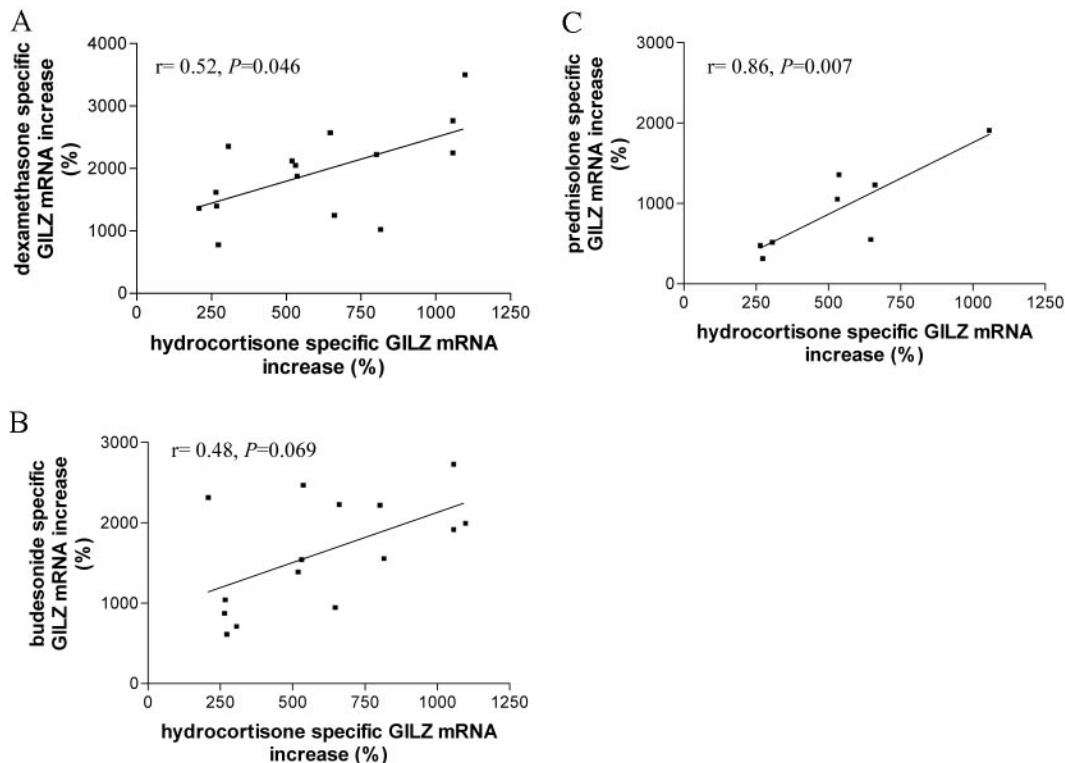 A
dexamethasone specific
GILZ mRNA increase
(%)
4000
3000
2000
1000
0
r= 0.52, P=0.046
0 250 500 750 1000 1250
hydrocortisone specific GILZ mRNA
increase (%)
B
budesonide specific
GILZ mRNA increase
(%)
3000
2000
1000
0
r= 0.48, P=0.069
0 250 500 750 1000 1250
hydrocortisone specific GILZ mRNA
increase (%)
C
prednisolone specific
GILZ mRNA increase
(%)
3000
2000
1000
0
r= 0.86, P=0.007
0 250 500 750 1000 1250
hydrocortisone specific GILZ mRNA
increase (%)